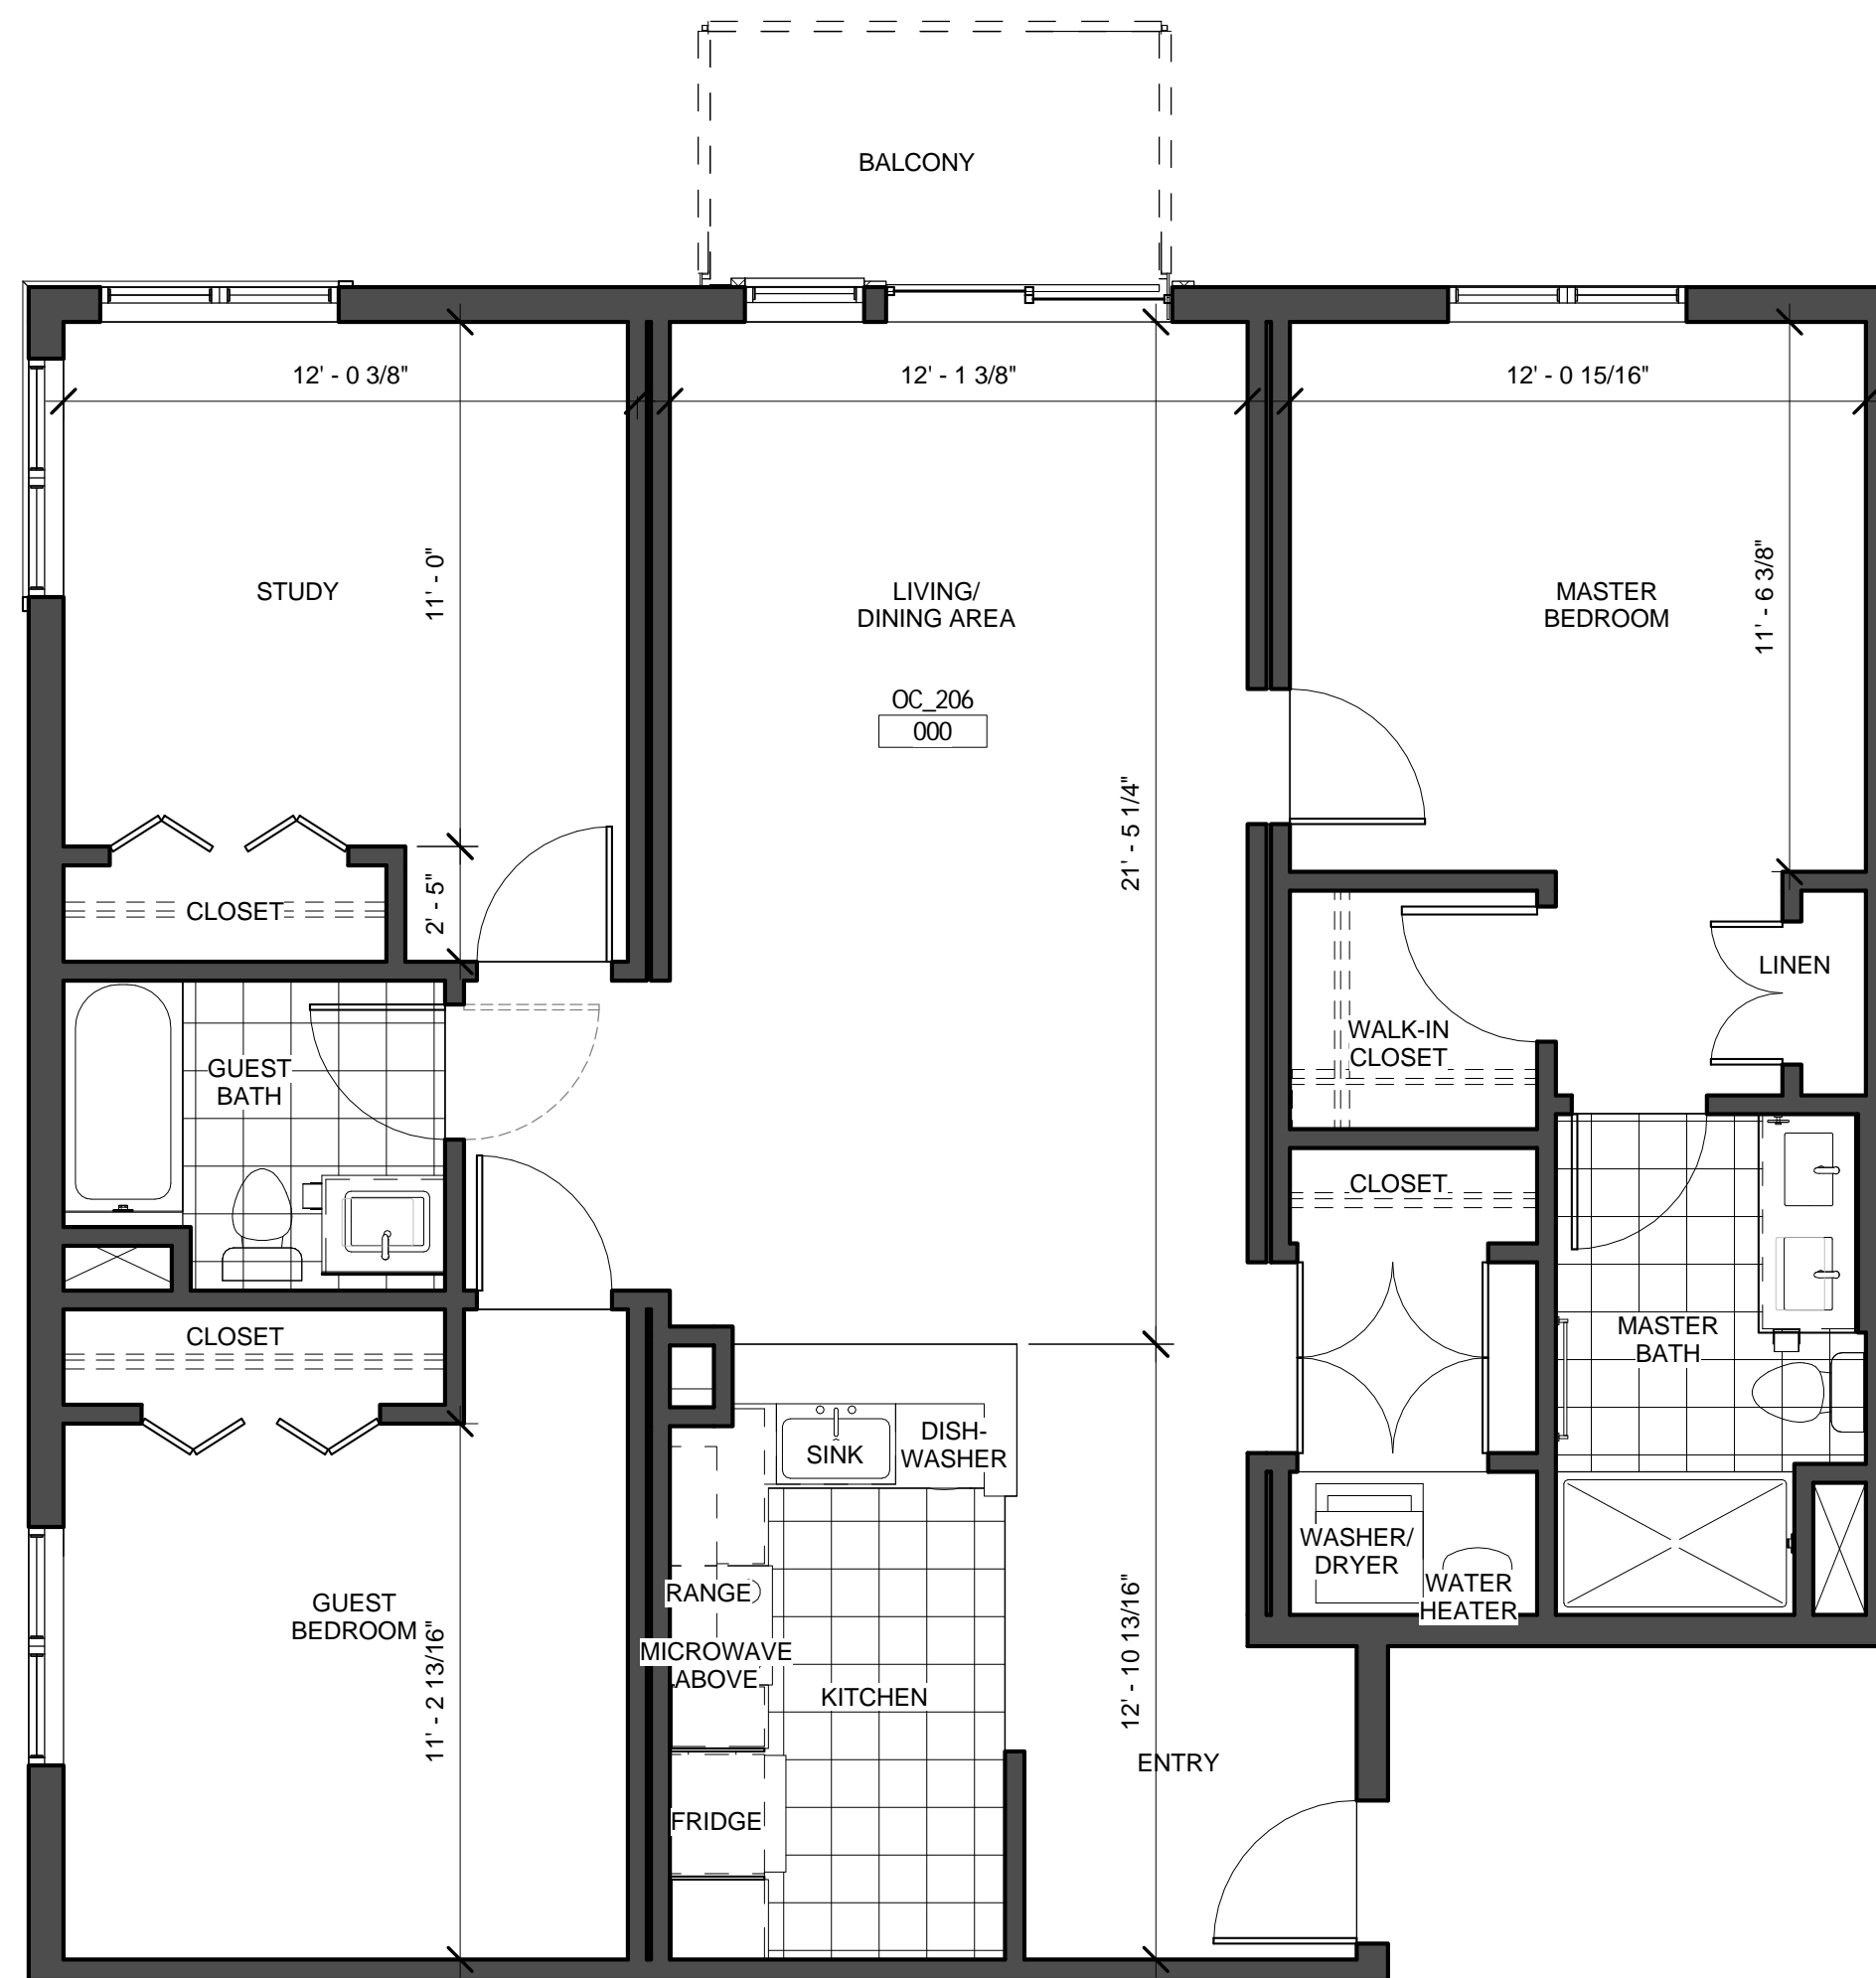 BALCONY
12' - 0 3/8"
12' - 1 3/8"
12' - 0 15/16"
STUDY
11' - 0"
LIVING/
DINING AREA
MASTER
BEDROOM
11' - 6 3/8"
OC_206
000
21' - 5 1/4"
CLOSET
2' - 5"
LINEN
WALK-IN
CLOSET
GUEST
BATH
CLOSET
CLOSET
MASTER
BATH
SINK
DISH-
WASHER
WASHER/
DRYER
WATER
HEATER
RANGE
GUEST
BEDROOM
11' - 2 13/16"
MICROWAVE
ABOVE
KITCHEN
12' - 10 13/16"
ENTRY
FRIDGE